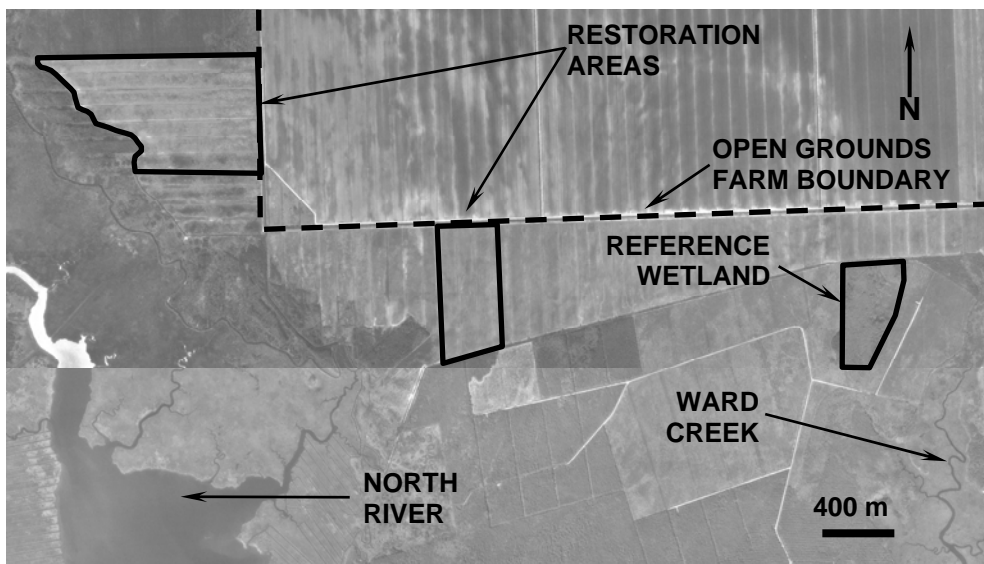 RESTORATION
AREAS
N
OPEN GROUNDS
FARM BOUNDARY
REFERENCE
WETLAND
WARD
CREEK
NORTH
RIVER
400 m